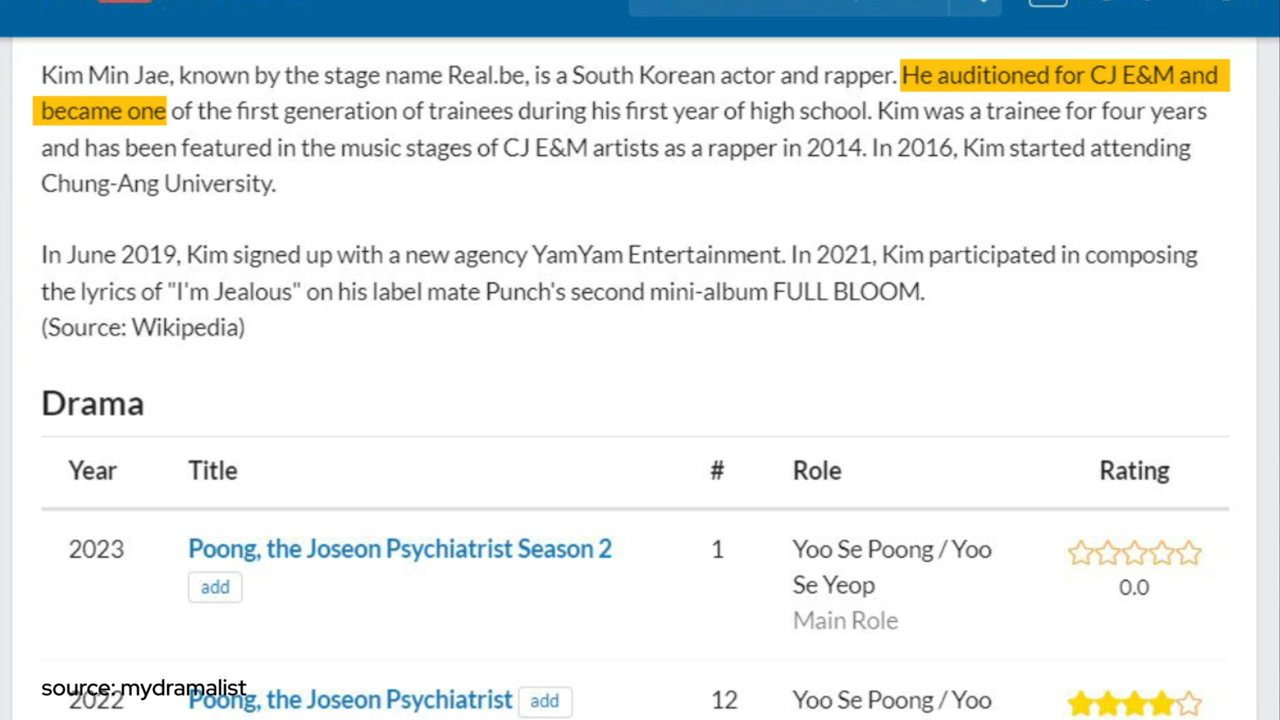 Kim Min Jae, known by the stage name Real.be, is a South Korean actor and rapper. He auditioned for CJ E&M and
became one of the first generation of trainees during his first year of high school. Kim was a trainee for four years
and has been featured in the music stages of CJ E&M artists as a rapper in 2014. In 2016, Kim started attending
Chung-Ang University.
In June 2019, Kim signed up with a new agency YamYam Entertainment. In 2021, Kim participated in composing
the lyrics of "I'm Jealous" on his label mate Punch's second mini-album FULL BLOOM.
(Source: Wikipedia)
Drama
Year Title # Role Rating
2023 Poong, the Joseon Psychiatrist Season 2 1 Yoo Se Poong / Yoo
add Se Yeop 0.0
Main Role
source: mydramalist
2022 Poong, the Joseon Psychiatrist add 12 Yoo Se Poong / Yoo